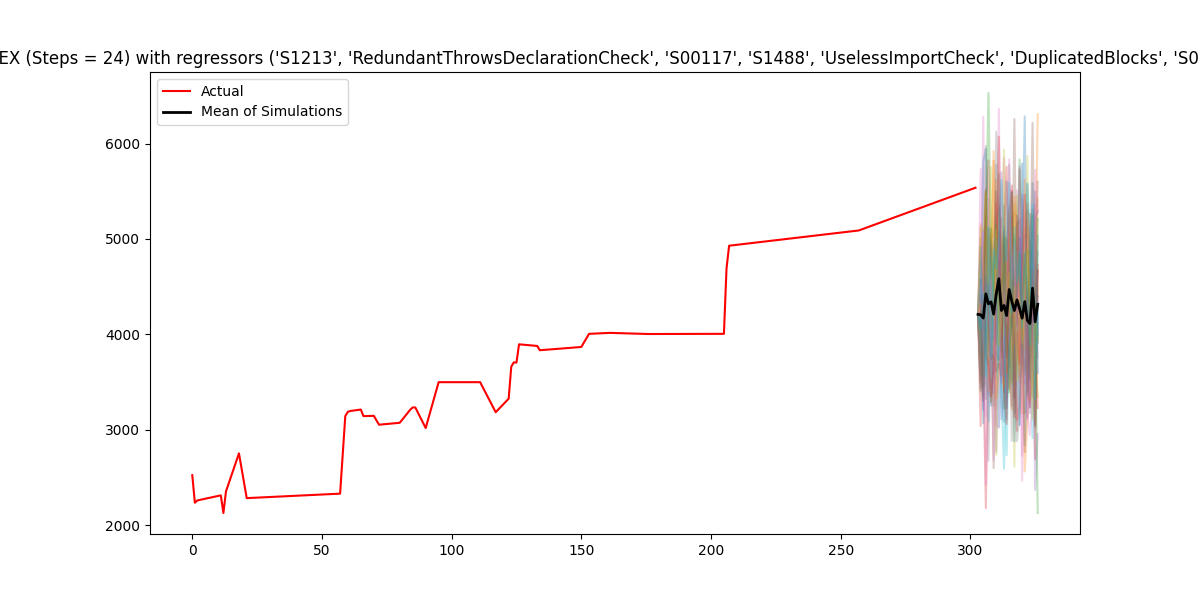 EX (Steps = 24) with regressors ('S1213', 'RedundantThrowsDeclarationCheck', 'S00117', 'S1488', 'UselessImportCheck', 'DuplicatedBlocks', 'S0
Actual
Mean of Simulations
6000
5000
4000
3000
2000
0 50 100 150 200 250 300